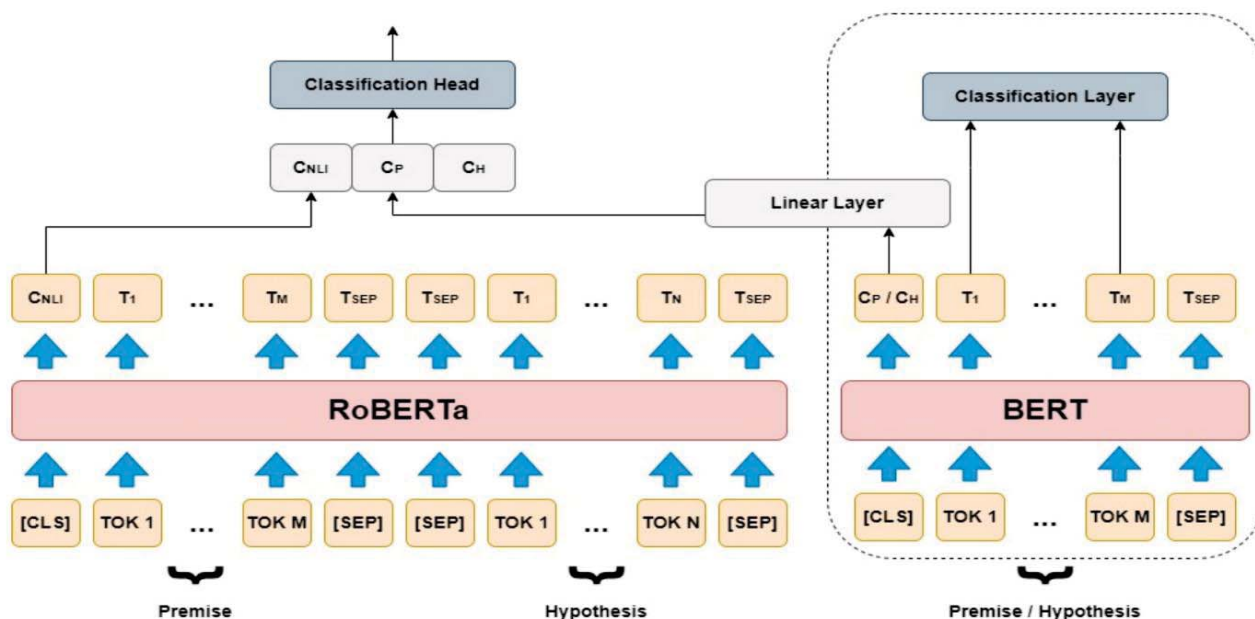 Classification Head
Classification Layer
CNLI CP CH
Linear Layer
CNLI T1 ... TM TSEP TSEP T1 ... TN TSEP
CP / CH T1 ... TM TSEP
RoBERTa
BERT
[CLS] TOK 1 ... TOK M [SEP] [SEP] TOK 1 ... TOK N [SEP]
[CLS] TOK 1 ... TOK M [SEP]
Premise
Hypothesis
Premise / Hypothesis